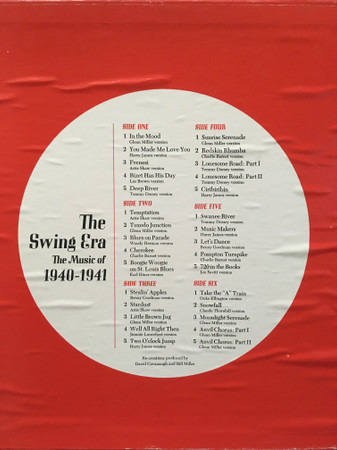 The
Swing Era
The Music of
1940-1941
SIDE ONE
1 In the Mood
Glenn Miller version
2 You Made Me Love You
Harry James version
3 Frenesi
Artie Shaw version
4 Bizet Has His Day
Les Brown version
5 Deep River
Tommy Dorsey version
SIDE TWO
1 Temptation
Artie Shaw version
2 Tuxedo Junction
Glenn Miller version
3 Blues on Parade
Woody Herman version
4 Cherokee
Charlie Barnet version
5 Boogie Woogie
on St. Louis Blues
Earl Hines version
SIDE THREE
1 Stealin' Apples
Benny Goodman version
2 Stardust
Artie Shaw version
3 Little Brown Jug
Glenn Miller version
4 Well All Right Then
Jimmie Lunceford version
5 Two O'clock Jump
Harry James version
SIDE FOUR
1 Sunrise Serenade
Glenn Miller version
2 Redskin Rhumba
Charlie Barnet version
3 Lonesome Road: Part I
Tommy Dorsey version
4 Lonesome Road: Part II
Tommy Dorsey version
5 Ciribiribin
Harry James version
SIDE FIVE
1 Swanee River
Tommy Dorsey version
2 Music Makers
Harry James version
3 Let's Dance
Benny Goodman version
4 Pompton Turnpike
Charlie Barnet version
5 720 in the Books
Jan Savitt version
SIDE SIX
1 Take the "A" Train
Duke Ellington version
2 Snowfall
Claude Thornhill version
3 Moonlight Serenade
Glenn Miller version
4 Anvil Chorus, Part I
Glenn Miller version
5 Anvil Chorus: Part II
Glenn Miller version
Re-creations produced by
David Cavanaugh and Bill Miller